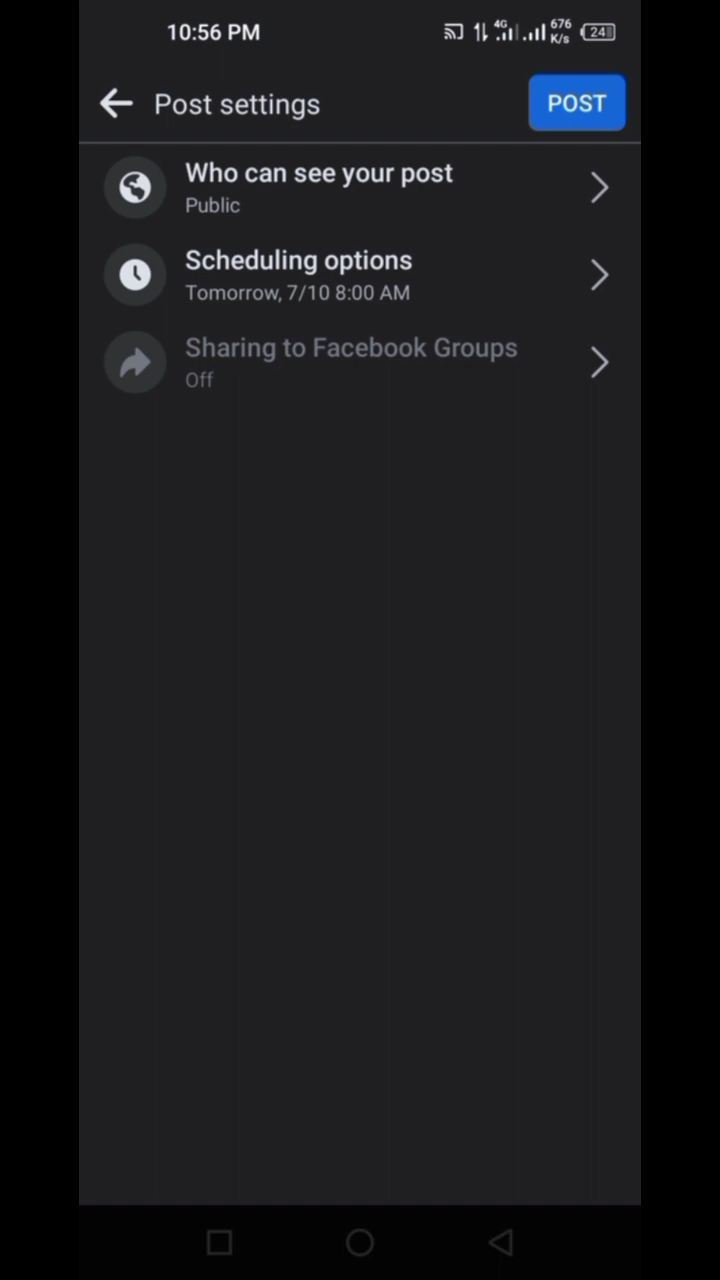 10:56 PM
4G
676
K/s
24
Post settings
POST
Who can see your post
Public
Scheduling options
Tomorrow, 7/10 8:00 AM
Sharing to Facebook Groups
Off